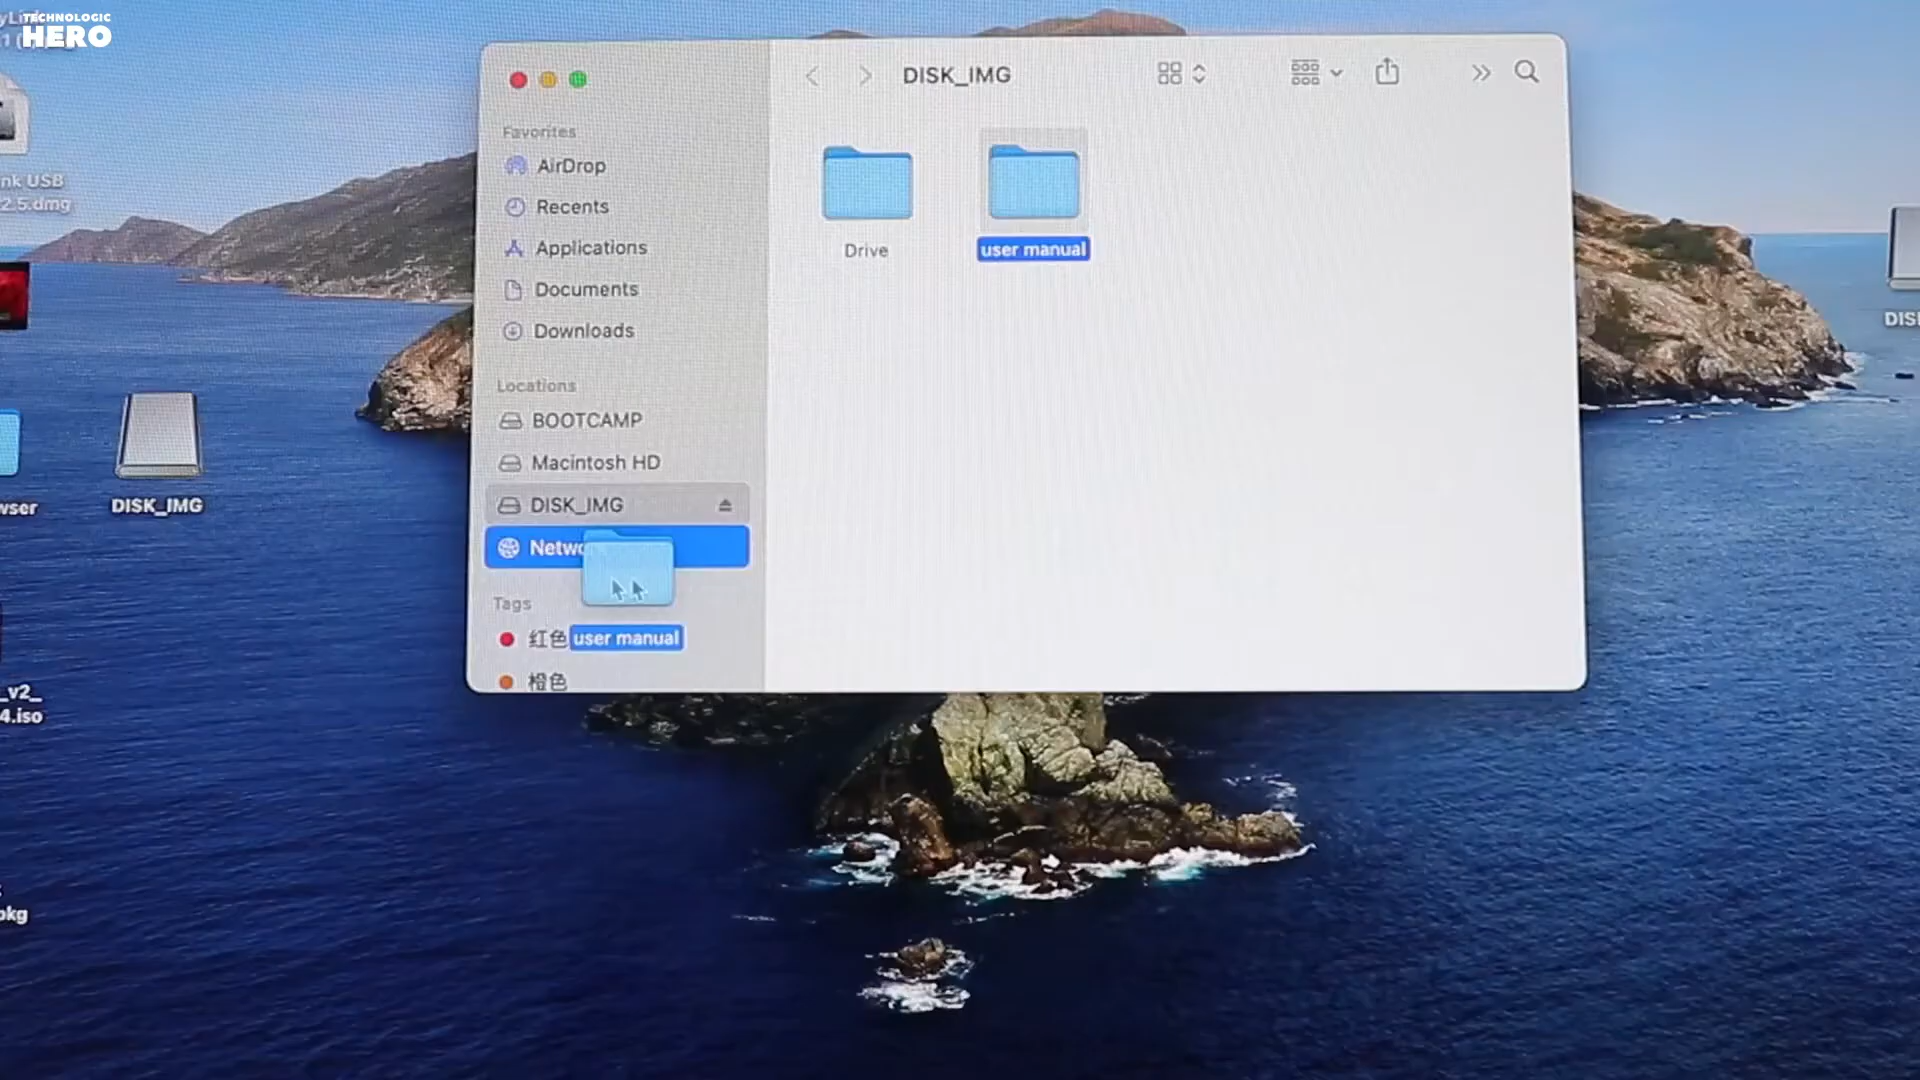 TECHNOLOGIC
HERO
DISK_IMG
Favorites
AirDrop
Recents
Applications
Documents
Downloads
Locations
BOOTCAMP
Macintosh HD
DISK_IMG
Netwo
Tags
红色
user manual
橙色
Drive
user manual
nk USB
2.5.dmg
wser
DISK_IMG
_v2_
4.iso
pkg
DIS